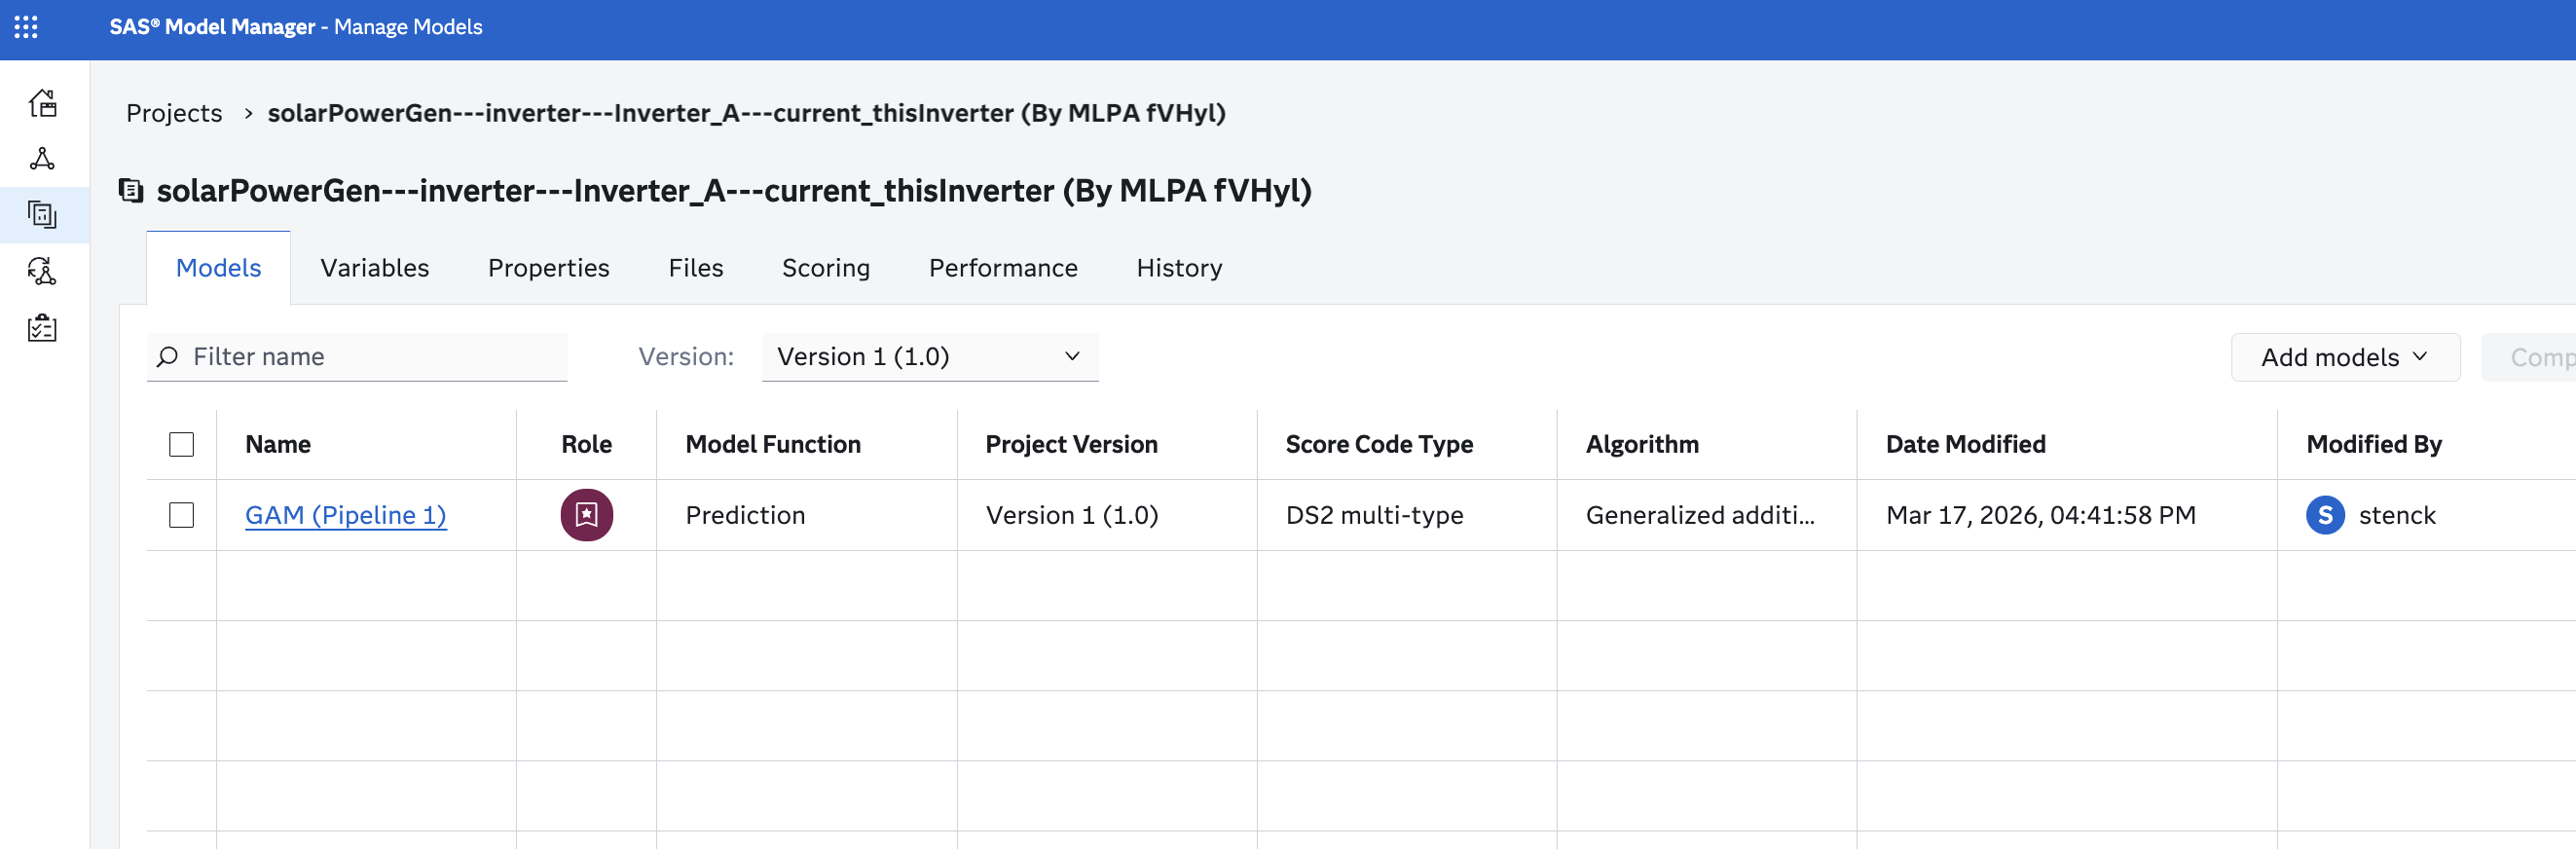 SAS® Model Manager - Manage Models
Projects > solarPowerGen---inverter---Inverter_A---current_thisInverter (By MLPA fVHyl)
solarPowerGen---inverter---Inverter_A---current_thisInverter (By MLPA fVHyl)
Models Variables Properties Files Scoring Performance History
Filter name Version: Version 1 (1.0) Add models Comp
Name Role Model Function Project Version Score Code Type Algorithm Date Modified Modified By
GAM (Pipeline 1) Prediction Version 1 (1.0) DS2 multi-type Generalized additi... Mar 17, 2026, 04:41:58 PM S stenck